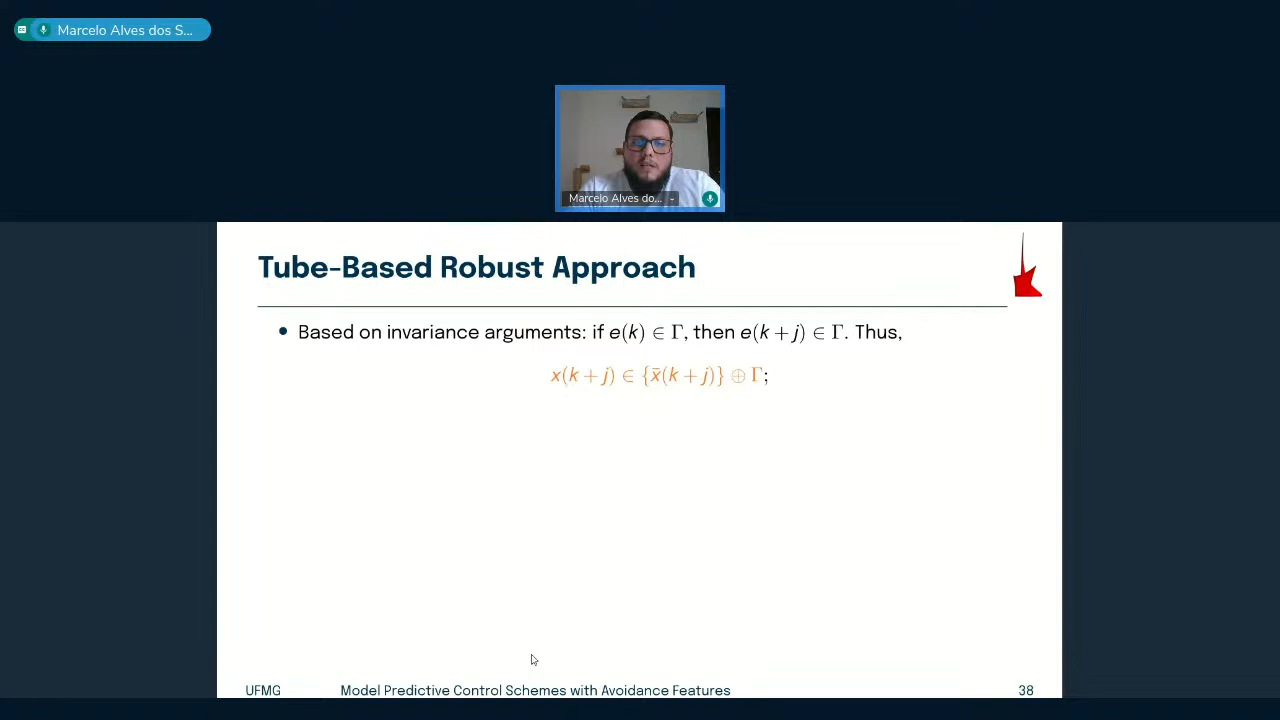 Marcelo Alves dos S...
Marcelo Alves do...
Tube-Based Robust Approach
• Based on invariance arguments: if e(k) ∈ Γ, then e(k + j) ∈ Γ. Thus,
x(k + j) ∈ {x̄(k + j)} ⊕ Γ;
UFMG Model Predictive Control Schemes with Avoidance Features 38